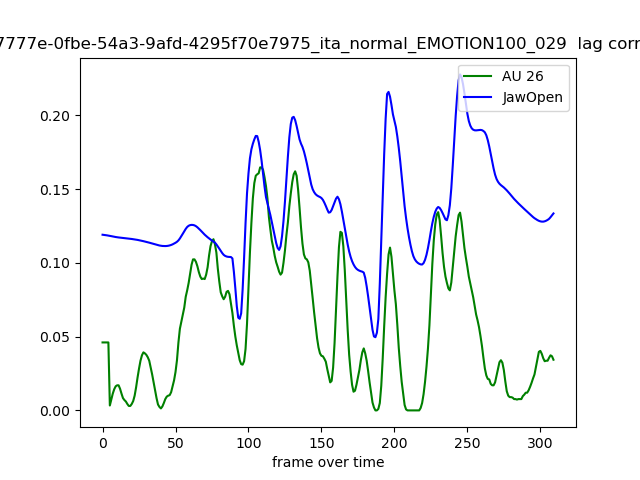 7777e-0fbe-54a3-9afd-4295f70e7975_ita_normal_EMOTION100_029 lag corr
AU 26
JawOpen
0.20
0.15
0.10
0.05
0.00
0 50 100 150 200 250 300
frame over time